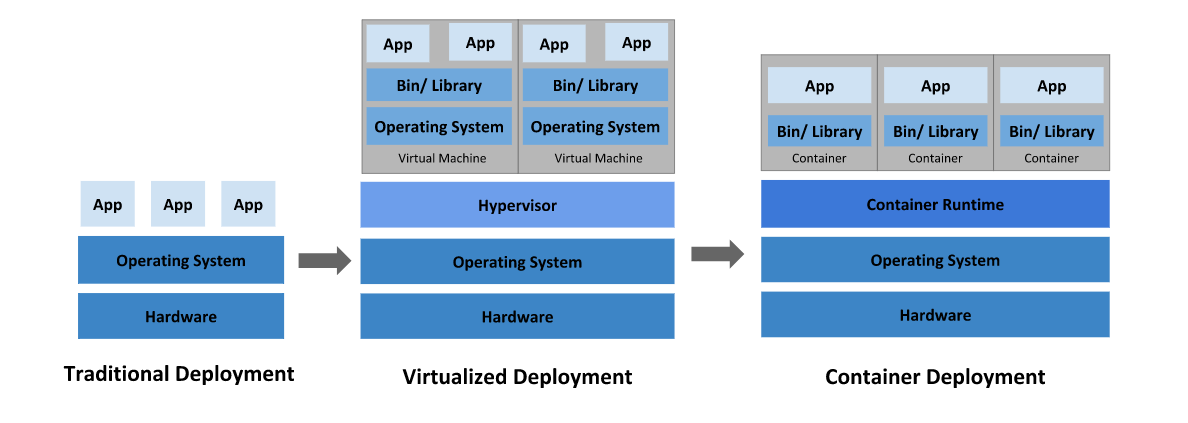 App
App
App
Operating System
Hardware
Traditional Deployment
App
App
Bin/ Library
Operating System
Virtual Machine
App
App
Bin/ Library
Operating System
Virtual Machine
Hypervisor
Operating System
Hardware
Virtualized Deployment
App
Bin/ Library
Container
App
Bin/ Library
Container
App
Bin/ Library
Container
Container Runtime
Operating System
Hardware
Container Deployment